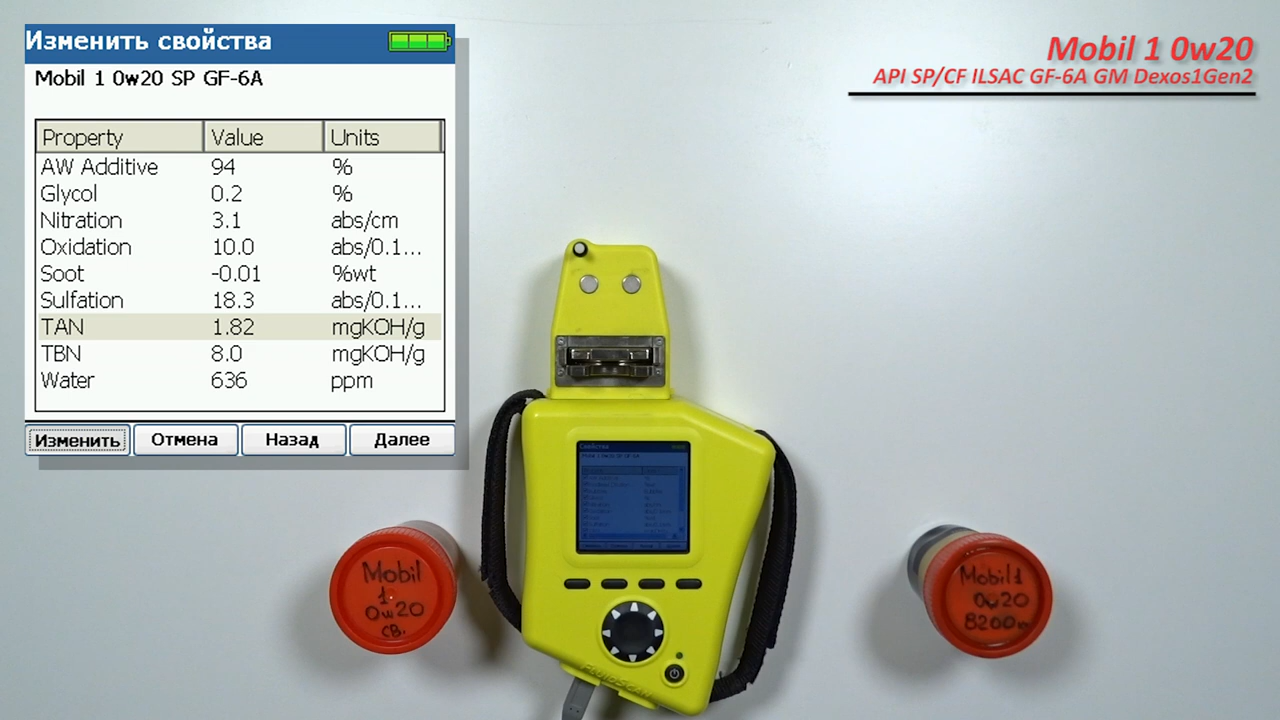 Изменить свойства
Mobil 1 0w20 SP GF-6A
Property Value Units
AW Additive 94 %
Glycol 0.2 %
Nitration 3.1 abs/cm
Oxidation 10.0 abs/0.1...
Soot -0.01 %wt
Sulfation 18.3 abs/0.1...
TAN 1.82 mgKOH/g
TBN 8.0 mgKOH/g
Water 636 ppm
Изменить Отмена Назад Далее
Mobil 1 0w20
API SP/CF ILSAC GF-6A GM Dexos1Gen2
Mobil
1
0w20
св.
Mobil 1
0w20
8200
FluidScan